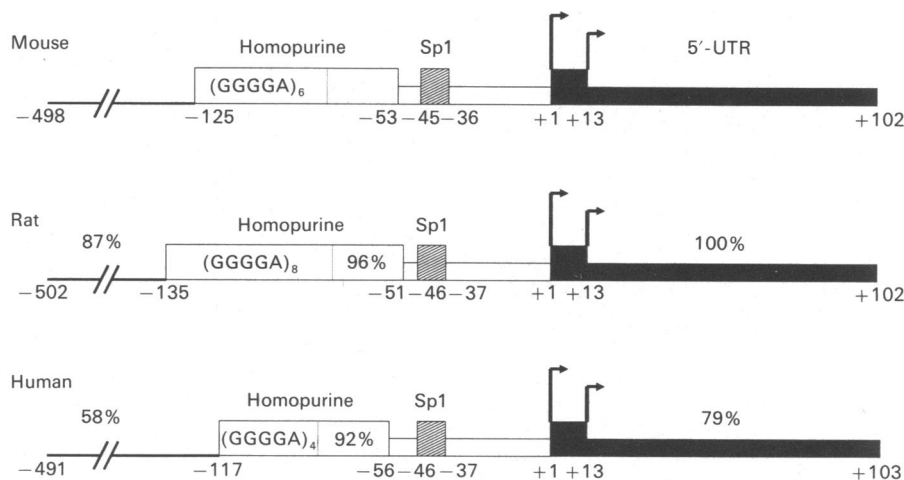 Mouse
Homopurine Sp1 5′-UTR
(GGGGA)₆
−498 −125 −53 −45 −36 +1 +13 +102
Rat
87% Homopurine Sp1 100%
(GGGGA)₈ 96%
−502 −135 −51 −46 −37 +1 +13 +102
Human
58% Homopurine Sp1 79%
(GGGGA)₄ 92%
−491 −117 −56 −46 −37 +1 +13 +103